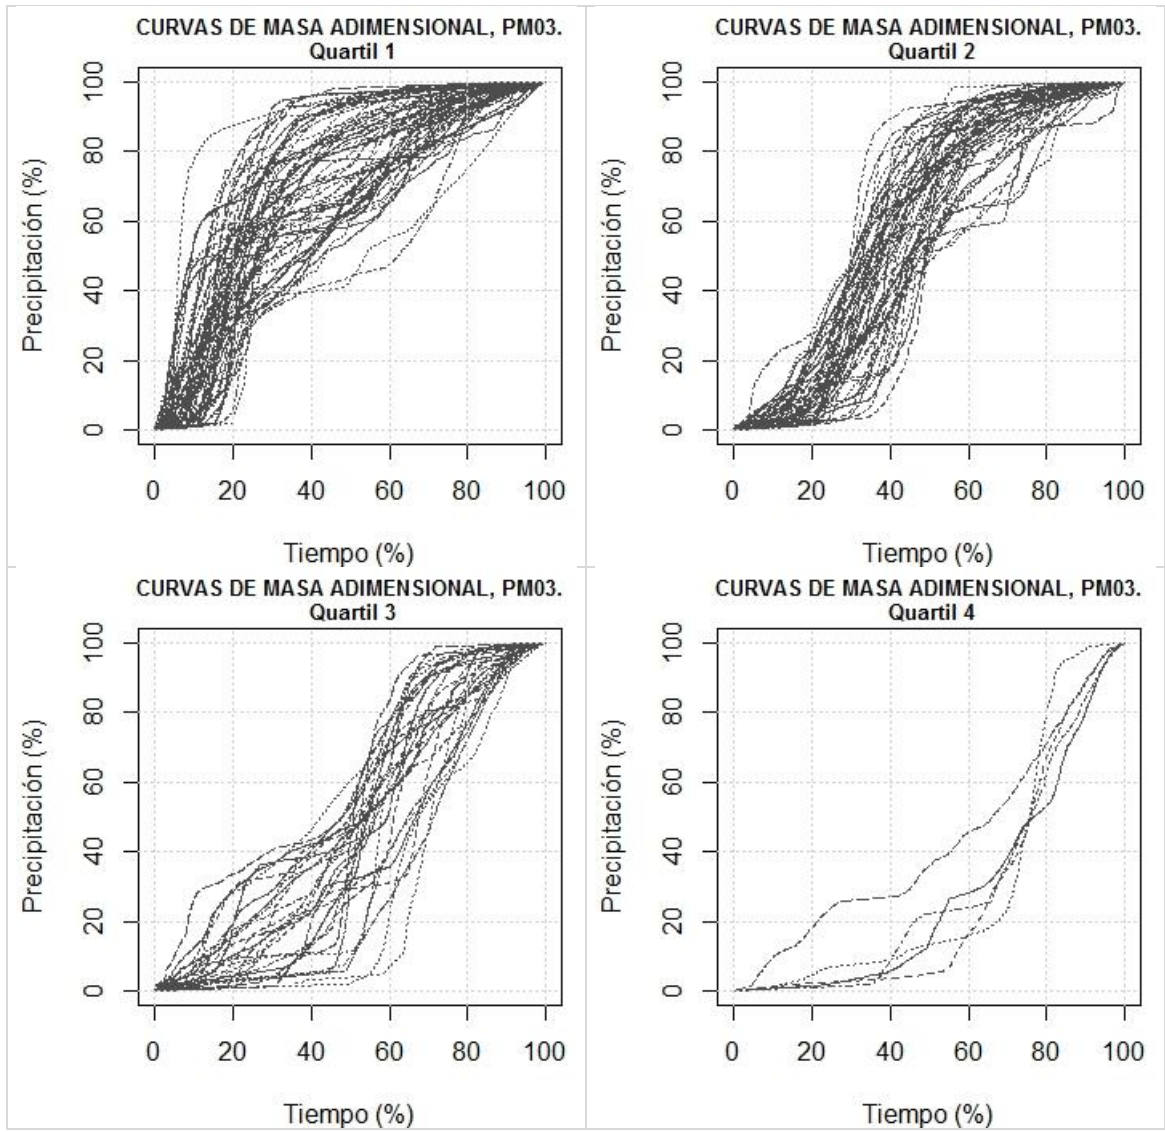 CURVAS DE MASA ADIMENSIONAL, PM03.
Quartil 1
Precipitación (%)
100
80
60
40
20
0
0 20 40 60 80 100
Tiempo (%)
CURVAS DE MASA ADIMENSIONAL, PM03.
Quartil 2
Precipitación (%)
100
80
60
40
20
0
0 20 40 60 80 100
Tiempo (%)
CURVAS DE MASA ADIMENSIONAL, PM03.
Quartil 3
Precipitación (%)
100
80
60
40
20
0
0 20 40 60 80 100
Tiempo (%)
CURVAS DE MASA ADIMENSIONAL, PM03.
Quartil 4
Precipitación (%)
100
80
60
40
20
0
0 20 40 60 80 100
Tiempo (%)